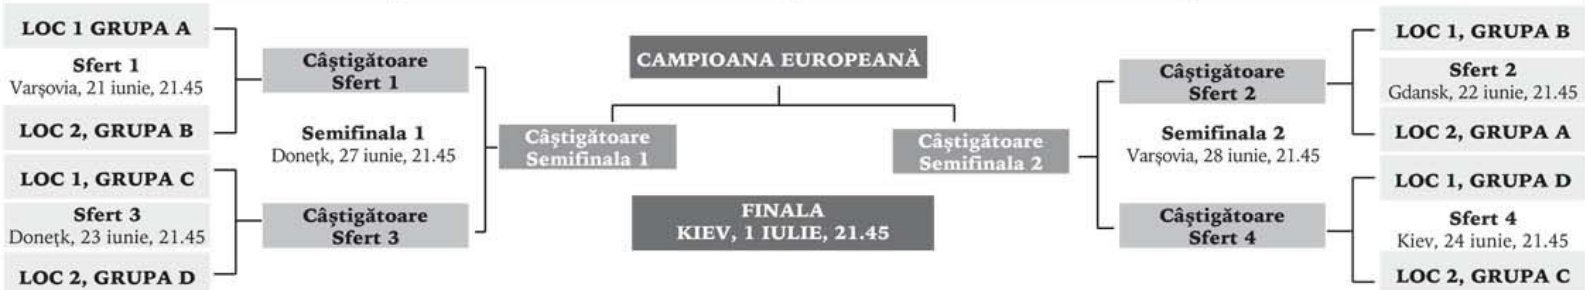 LOC 1 GRUPA A
Sfert 1
Varşovia, 21 iunie, 21.45
LOC 2, GRUPA B
LOC 1, GRUPA C
Sfert 3
Doneţk, 23 iunie, 21.45
LOC 2, GRUPA D
Câştigătoare
Sfert 1
Semifinala 1
Doneţk, 27 iunie, 21.45
Câştigătoare
Sfert 3
Câştigătoare
Semifinala 1
CAMPIOANA EUROPEANĂ
FINALA
KIEV, 1 IULIE, 21.45
Câştigătoare
Semifinala 2
Câştigătoare
Sfert 2
Semifinala 2
Varşovia, 28 iunie, 21.45
Câştigătoare
Sfert 4
LOC 1, GRUPA B
Sfert 2
Gdansk, 22 iunie, 21.45
LOC 2, GRUPA A
LOC 1, GRUPA D
Sfert 4
Kiev, 24 iunie, 21.45
LOC 2, GRUPA C